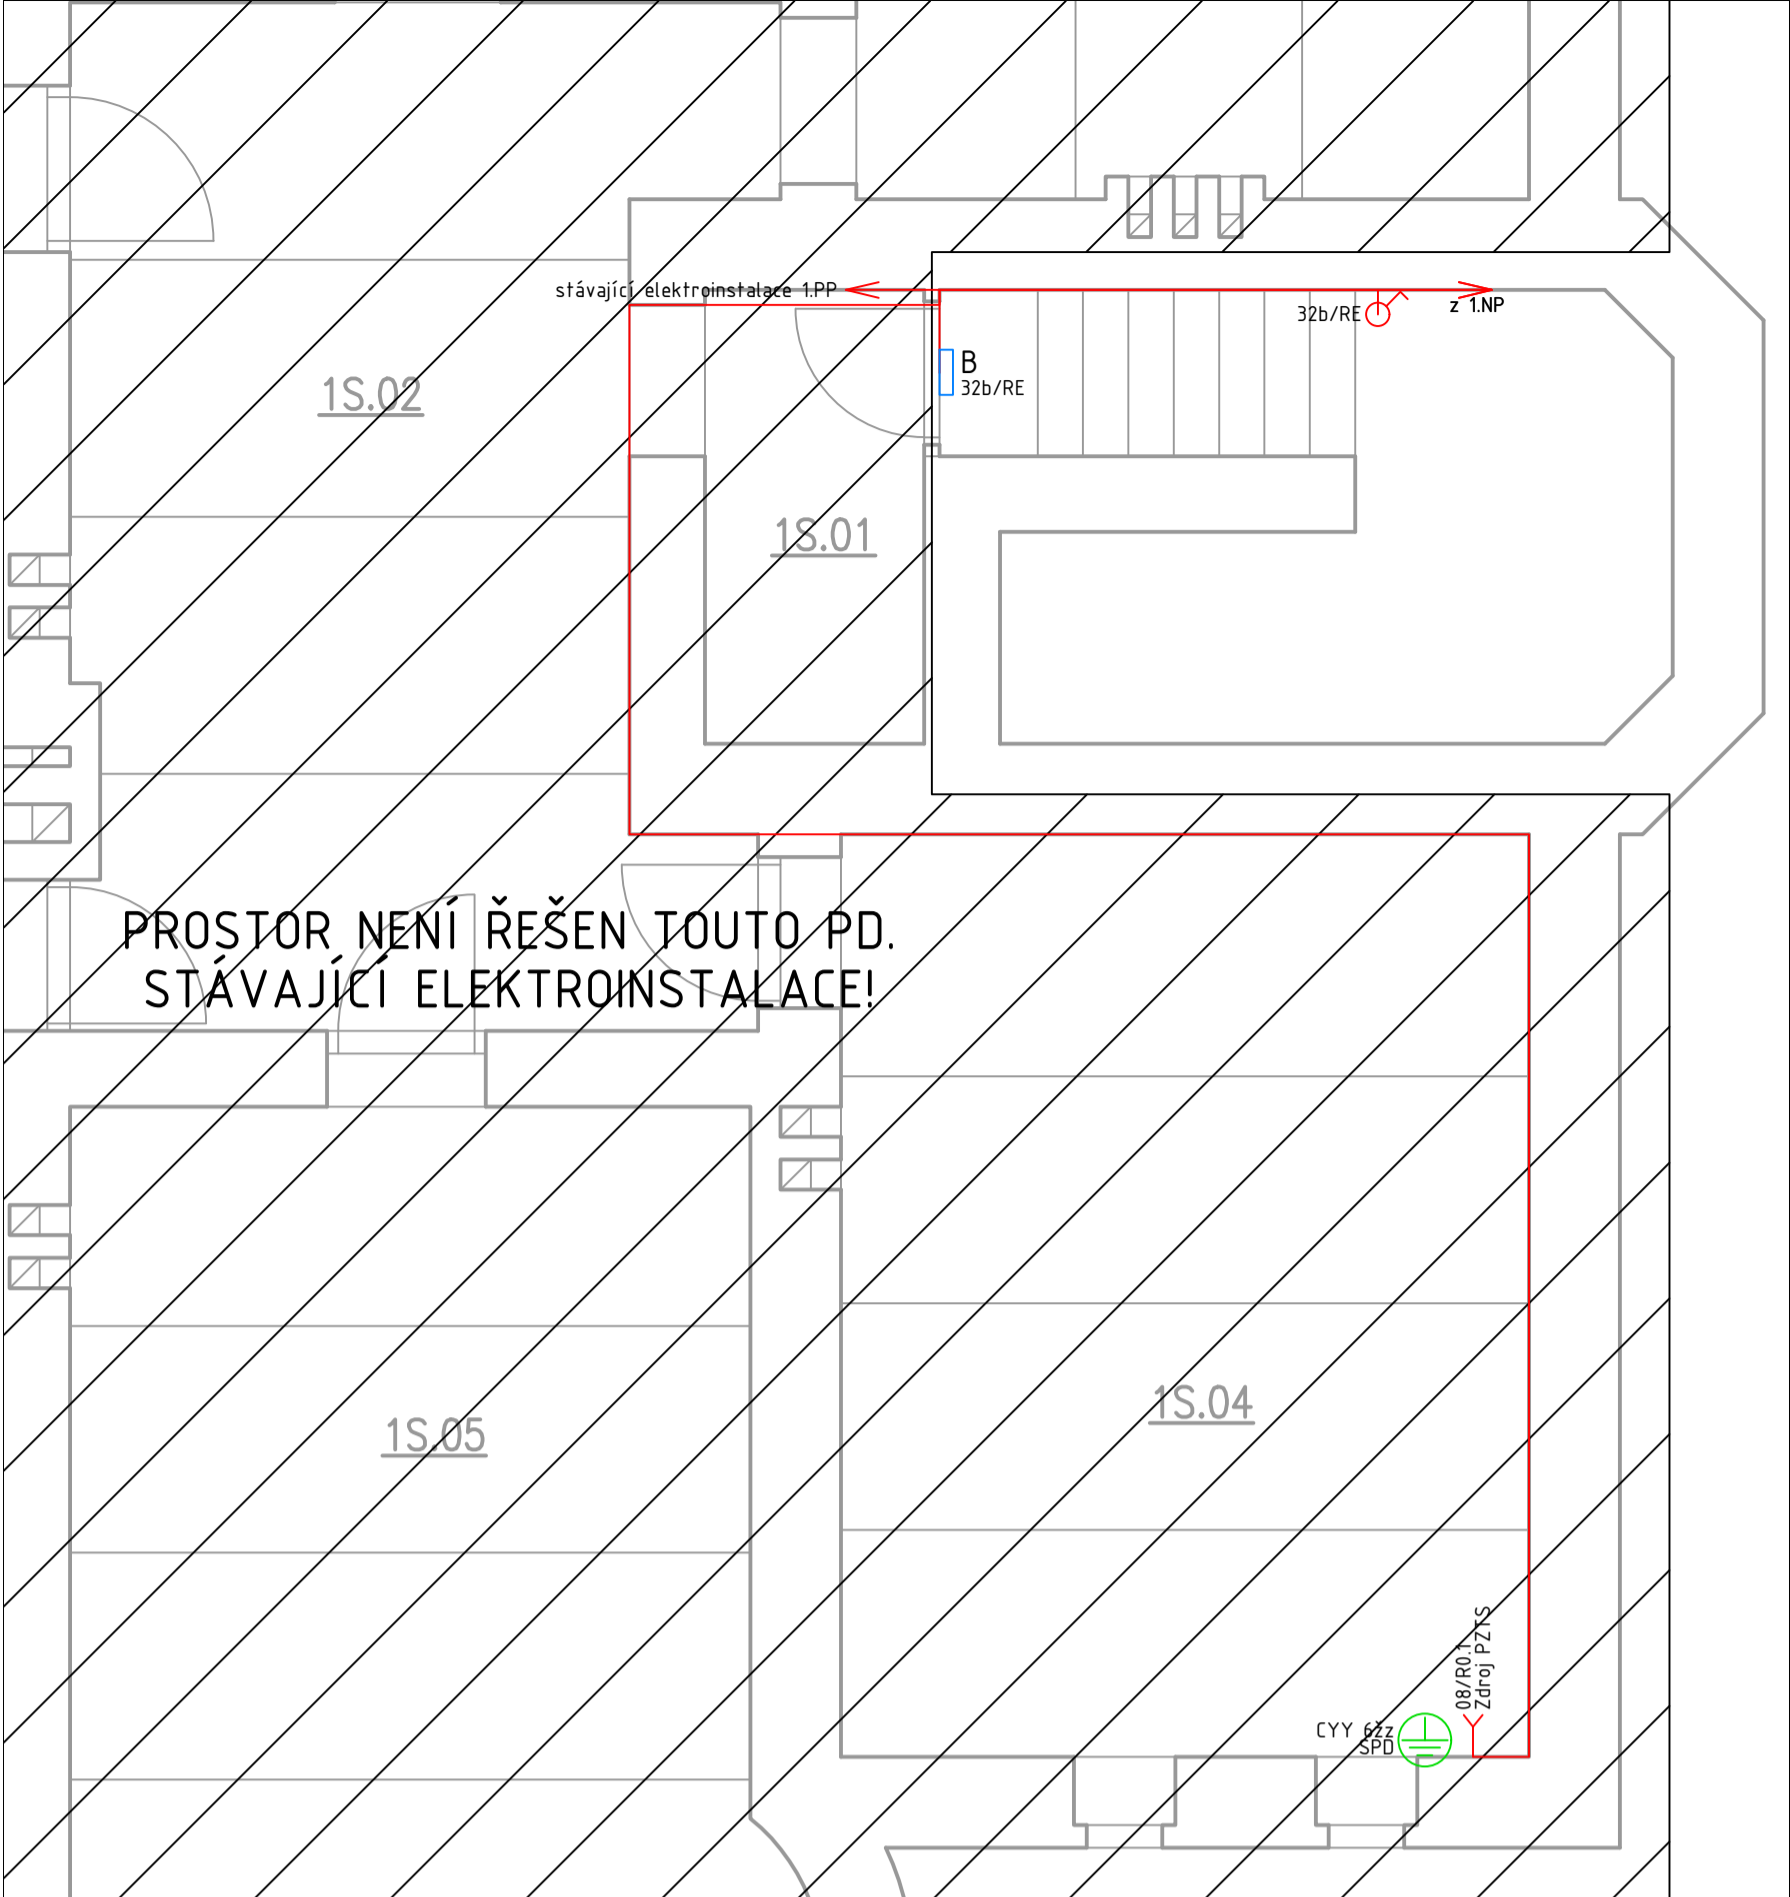 stávající elektroinstalace 1.PP
32b/RE
z 1.NP
B
32b/RE
1S.02
1S.01
PROSTOR NENÍ ŘEŠEN TOUTO PD.
STÁVAJÍCÍ ELEKTROINSTALACE!
1S.04
1S.05
08/R0.1
Zdroj PZTS
CYY 6žz
SPD